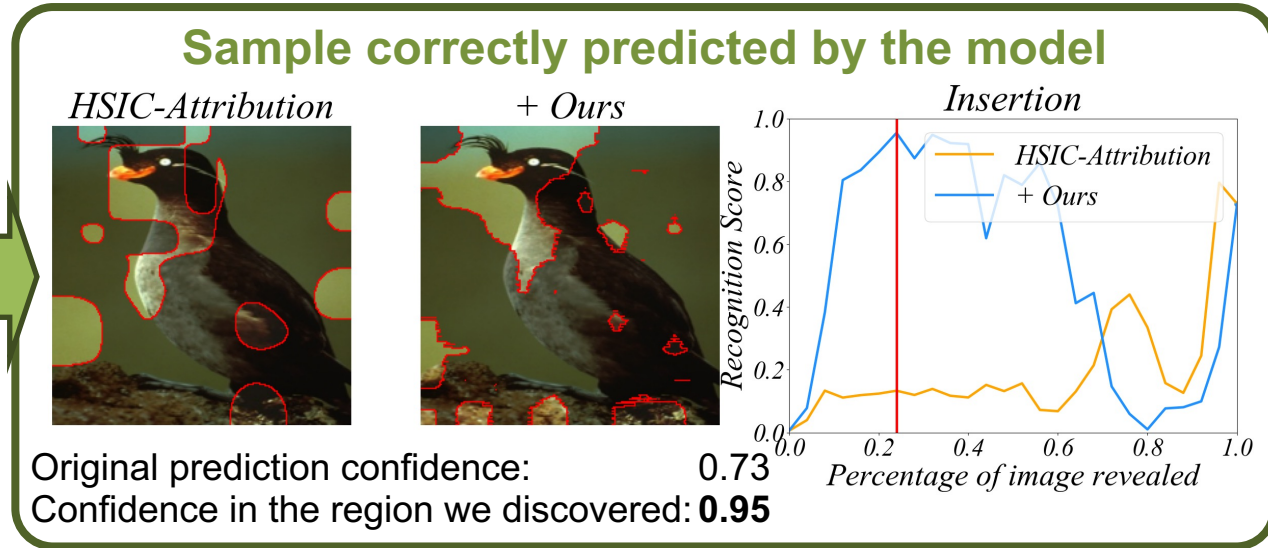 Sample correctly predicted by the model
HSIC-Attribution
+ Ours
Insertion
HSIC-Attribution
+ Ours
Recognition Score
1.0
0.8
0.6
0.4
0.2
0.0
0.0 0.2 0.4 0.6 0.8 1.0
Percentage of image revealed
Original prediction confidence: 0.73
Confidence in the region we discovered: 0.95